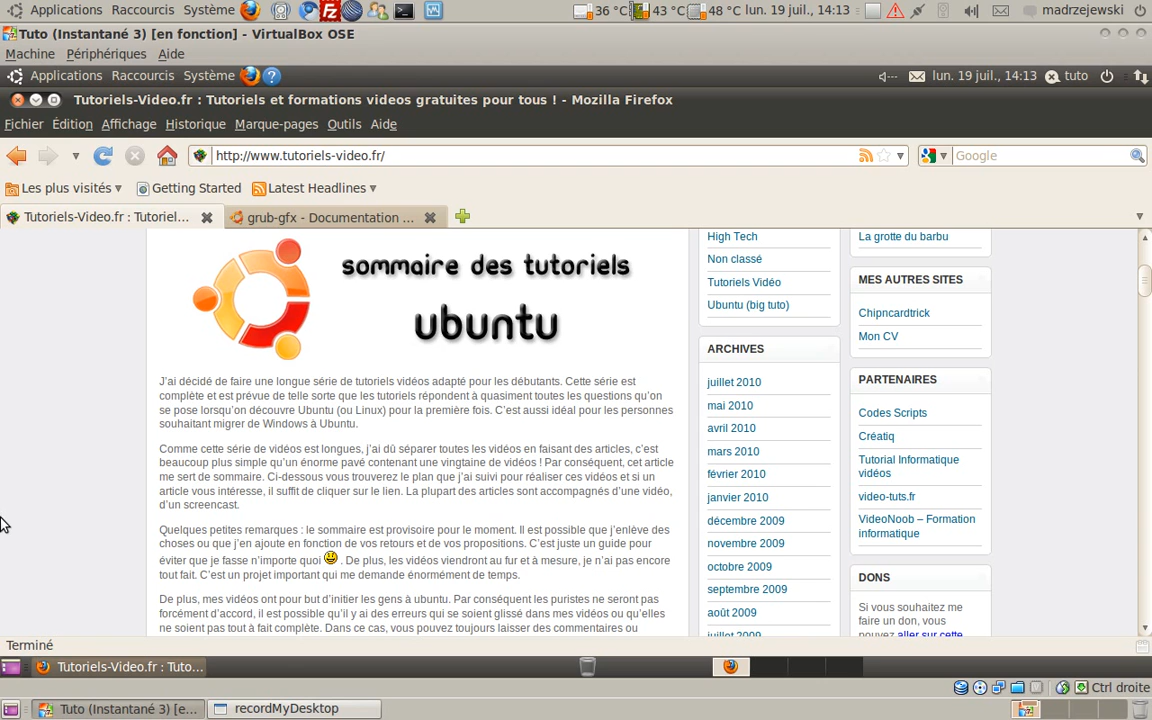 Applications Raccourcis Système 36 °C 43 °C 48 °C lun. 19 juil., 14:13 madrzejewski
Tuto (Instantané 3) [en fonction] - VirtualBox OSE
Machine Périphériques Aide
Applications Raccourcis Système lun. 19 juil., 14:13 tuto
Tutoriels-Video.fr : Tutoriels et formations videos gratuites pour tous ! - Mozilla Firefox
Fichier Édition Affichage Historique Marque-pages Outils Aide
http://www.tutoriels-video.fr/ Google
Les plus visités Getting Started Latest Headlines
Tutoriels-Video.fr : Tutoriel... grub-gfx - Documentation ...
sommaire des tutoriels
ubuntu
J'ai décidé de faire une longue série de tutoriels vidéos adapté pour les débutants. Cette série est
complète et est prévue de telle sorte que les tutoriels répondent à quasiment toutes les questions qu'on
se pose lorsqu'on découvre Ubuntu (ou Linux) pour la première fois. C'est aussi idéal pour les personnes
souhaitant migrer de Windows à Ubuntu.
Comme cette série de vidéos est longues, j'ai dû séparer toutes les vidéos en faisant des articles, c'est
beaucoup plus simple qu'un énorme pavé contenant une vingtaine de vidéos ! Par conséquent, cet article
me sert de sommaire. Ci-dessous vous trouverez le plan que j'ai suivi pour réaliser ces vidéos et si un
article vous intéresse, il suffit de cliquer sur le lien. La plupart des articles sont accompagnés d'une vidéo,
d'un screencast.
Quelques petites remarques : le sommaire est provisoire pour le moment. Il est possible que j'enlève des
choses ou que j'en ajoute en fonction de vos retours et de vos propositions. C'est juste un guide pour
éviter que je fasse n'importe quoi . De plus, les vidéos viendront au fur et à mesure, je n'ai pas encore
tout fait. C'est un projet important qui me demande énormément de temps.
De plus, mes vidéos ont pour but d'initier les gens à ubuntu. Par conséquent les puristes ne seront pas
forcément d'accord, il est possible qu'il y ai des erreurs qui se soient glissé dans mes vidéos ou qu'elles
ne soient pas tout à fait complète. Dans ce cas, vous pouvez toujours laisser des commentaires ou
High Tech
Non classé
Tutoriels Vidéo
Ubuntu (big tuto)
ARCHIVES
juillet 2010
mai 2010
avril 2010
mars 2010
février 2010
janvier 2010
décembre 2009
novembre 2009
octobre 2009
septembre 2009
août 2009
juillet 2009
La grotte du barbu
MES AUTRES SITES
Chipncardtrick
Mon CV
PARTENAIRES
Codes Scripts
Créatiq
Tutorial Informatique
vidéos
video-tuts.fr
VideoNoob – Formation
informatique
DONS
Si vous souhaitez me
faire un don, vous
pouvez aller sur cette
Terminé
Tutoriels-Video.fr : Tuto...
Ctrl droite
Tuto (Instantané 3) [e... recordMyDesktop